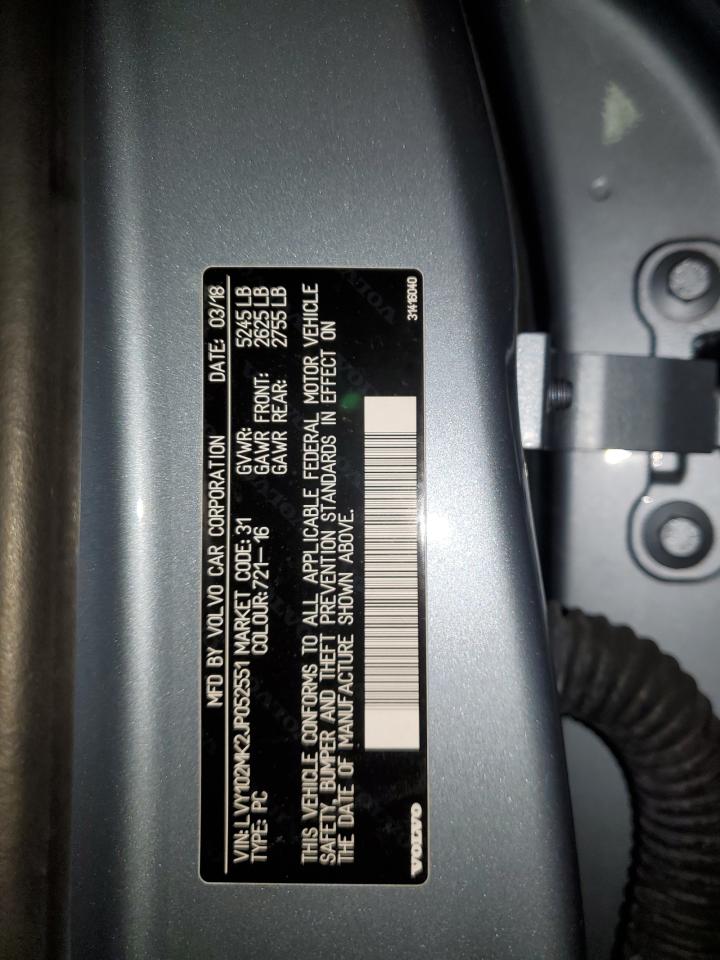 MFD BY VOLVO CAR CORPORATION DATE: 03/18
VIN: LVY102MK2JP052551 MARKET CODE: 31 GVWR: 5245 LB
TYPE: PC COLOUR: 721-16 GAWR FRONT: 2625 LB
GAWR REAR: 2755 LB
THIS VEHICLE CONFORMS TO ALL APPLICABLE FEDERAL MOTOR VEHICLE
SAFETY, BUMPER AND THEFT PREVENTION STANDARDS IN EFFECT ON
THE DATE OF MANUFACTURE SHOWN ABOVE.
VOLVO 31416040